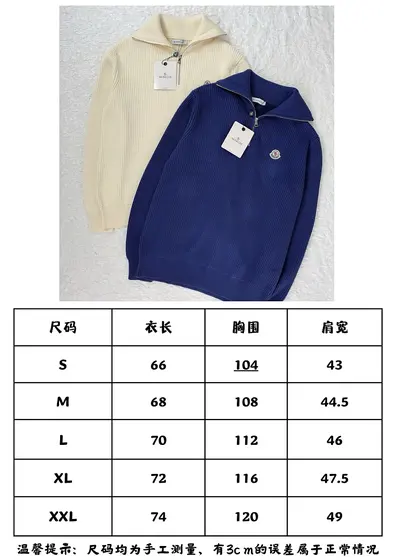 尺码 衣长 胸围 肩宽
S 66 104 43
M 68 108 44.5
L 70 112 46
XL 72 116 47.5
XXL 74 120 49
温馨提示：尺码均为手工测量、有3cm的误差属于正常情况